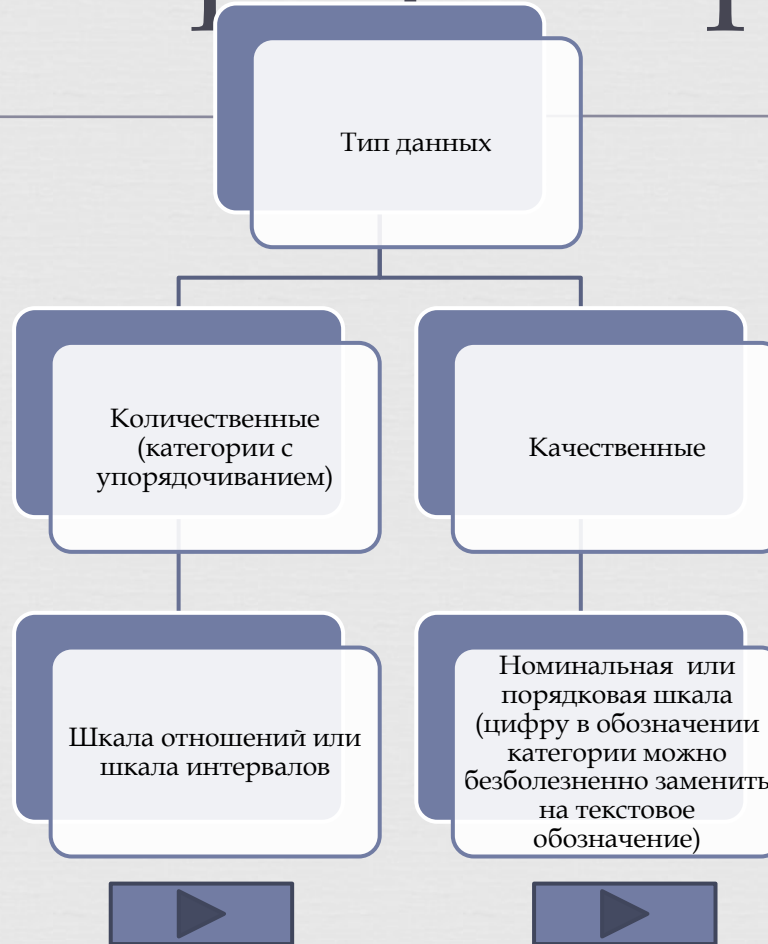 Тип данных
Количественные
(категории с
упорядочиванием)
Качественные
Шкала отношений или
шкала интервалов
Номинальная или
порядковая шкала
(цифру в обозначении
категории можно
безболезненно заменить
на текстовое
обозначение)